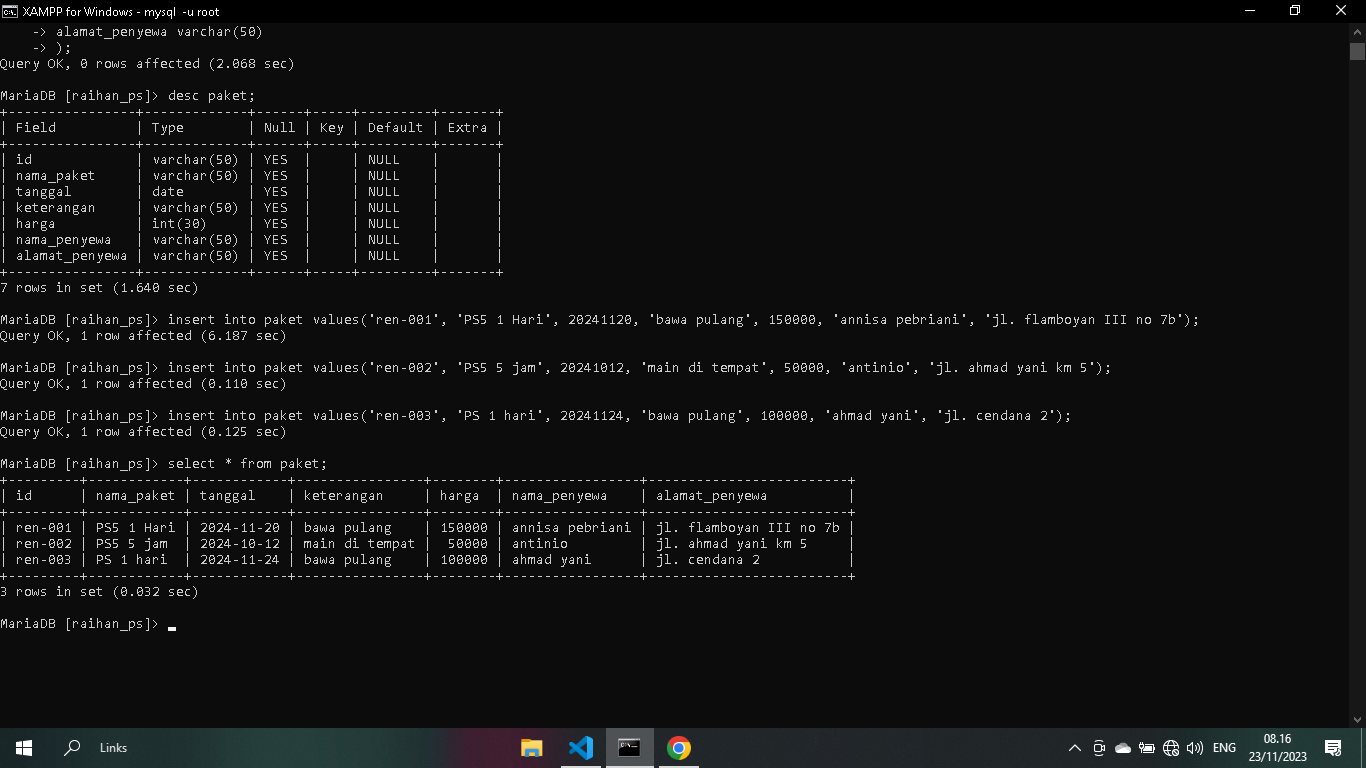 XAMPP for Windows - mysql -u root
-> alamat_penyewa varchar(50)
-> );
Query OK, 0 rows affected (2.068 sec)
MariaDB [raihan_ps]> desc paket;
+----------------+-------------+------+-----+---------+-------+
| Field          | Type        | Null | Key | Default | Extra |
+----------------+-------------+------+-----+---------+-------+
| id             | varchar(50) | YES  |     | NULL    |       |
| nama_paket     | varchar(50) | YES  |     | NULL    |       |
| tanggal        | date        | YES  |     | NULL    |       |
| keterangan     | varchar(50) | YES  |     | NULL    |       |
| harga          | int(30)     | YES  |     | NULL    |       |
| nama_penyewa   | varchar(50) | YES  |     | NULL    |       |
| alamat_penyewa | varchar(50) | YES  |     | NULL    |       |
+----------------+-------------+------+-----+---------+-------+
7 rows in set (1.640 sec)
MariaDB [raihan_ps]> insert into paket values('ren-001', 'PS5 1 Hari', 20241120, 'bawa pulang', 150000, 'annisa pebriani', 'jl. flamboyan III no 7b');
Query OK, 1 row affected (6.187 sec)
MariaDB [raihan_ps]> insert into paket values('ren-002', 'PS5 5 jam', 20241012, 'main di tempat', 50000, 'antinio', 'jl. ahmad yani km 5');
Query OK, 1 row affected (0.110 sec)
MariaDB [raihan_ps]> insert into paket values('ren-003', 'PS 1 hari', 20241124, 'bawa pulang', 100000, 'ahmad yani', 'jl. cendana 2');
Query OK, 1 row affected (0.125 sec)
MariaDB [raihan_ps]> select * from paket;
+---------+------------+------------+----------------+--------+-----------------+-------------------------+
| id      | nama_paket | tanggal    | keterangan     | harga  | nama_penyewa    | alamat_penyewa          |
+---------+------------+------------+----------------+--------+-----------------+-------------------------+
| ren-001 | PS5 1 Hari | 2024-11-20 | bawa pulang    | 150000 | annisa pebriani | jl. flamboyan III no 7b |
| ren-002 | PS5 5 jam  | 2024-10-12 | main di tempat |  50000 | antinio         | jl. ahmad yani km 5     |
| ren-003 | PS 1 hari  | 2024-11-24 | bawa pulang    | 100000 | ahmad yani      | jl. cendana 2           |
+---------+------------+------------+----------------+--------+-----------------+-------------------------+
3 rows in set (0.032 sec)
MariaDB [raihan_ps]> _
Links
ENG
08.16
23/11/2023